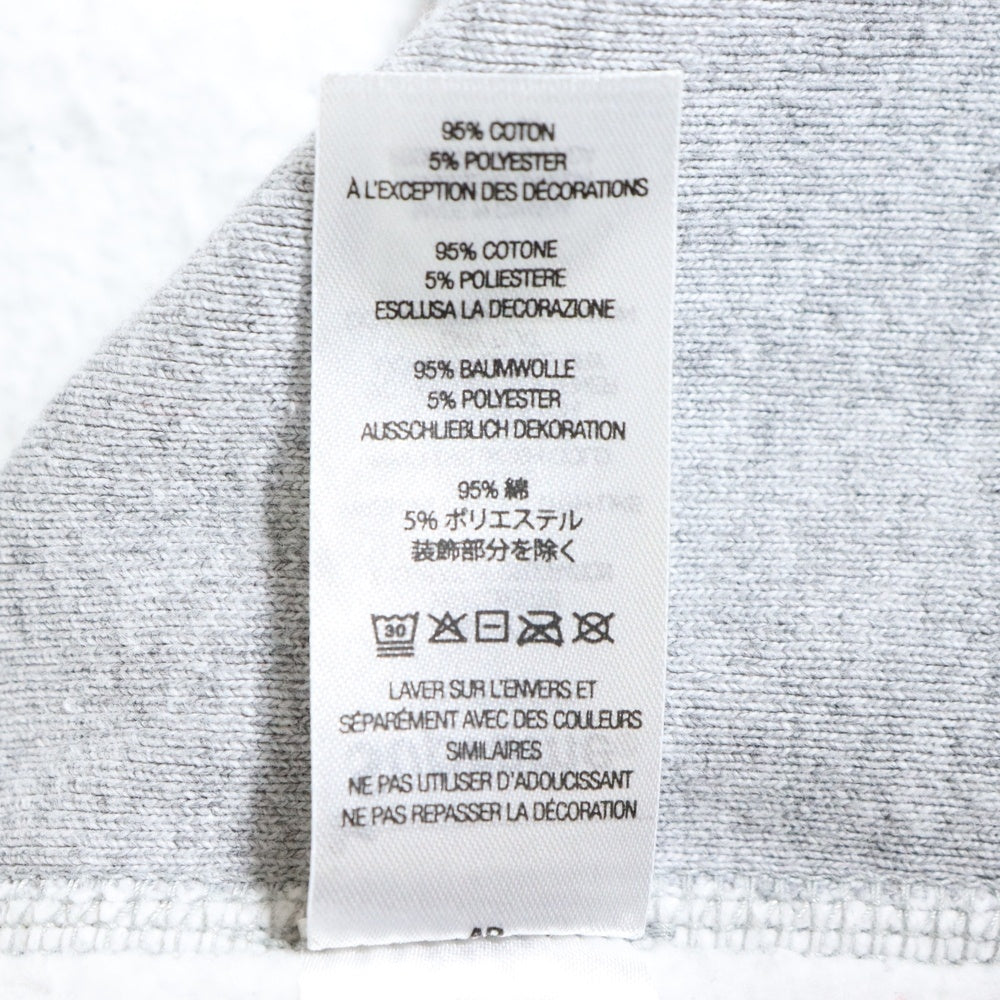 95% COTON
5% POLYESTER
À L'EXCEPTION DES DÉCORATIONS
95% COTONE
5% POLIESTERE
ESCLUSA LA DECORAZIONE
95% BAUMWOLLE
5% POLYESTER
AUSSCHLIEBLICH DEKORATION
95% 綿
5% ポリエステル
装飾部分を除く
30
LAVER SUR L'ENVERS ET
SÉPARÉMENT AVEC DES COULEURS
SIMILAIRES
NE PAS UTILISER D'ADOUCISSANT
NE PAS REPASSER LA DÉCORATION